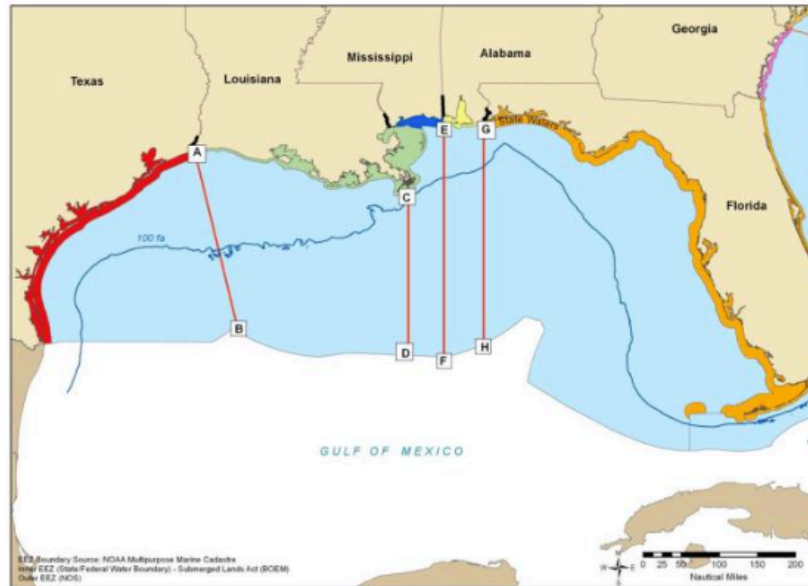 Georgia
Mississippi
Alabama
Texas
Louisiana
State Waters
E
G
A
Florida
C
100 fa
B
D
H
F
GULF OF MEXICO
EEZ Boundary Source: NOAA Multipurpose Marine Cadastre
Inner EEZ (State/Federal Water Boundary) - Submerged Lands Act (BOEM)
Outer EEZ (NOS)
N
W E
S
0 25 50 100 150 200
Nautical Miles